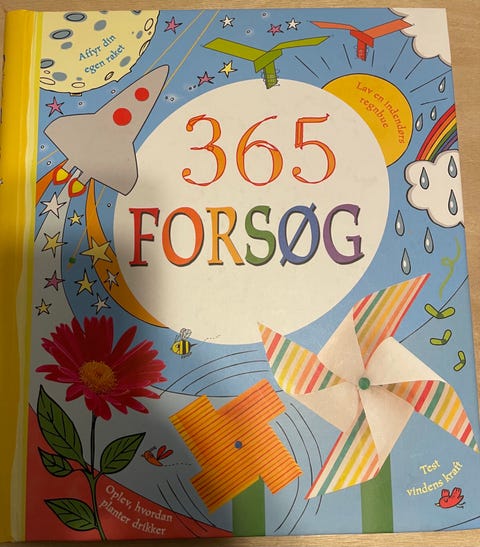 Affyr din
egen raket
Lav en indendørs
regnbue
365
FORSØG
Test
vindens kraft
Oplev, hvordan
planter drikker